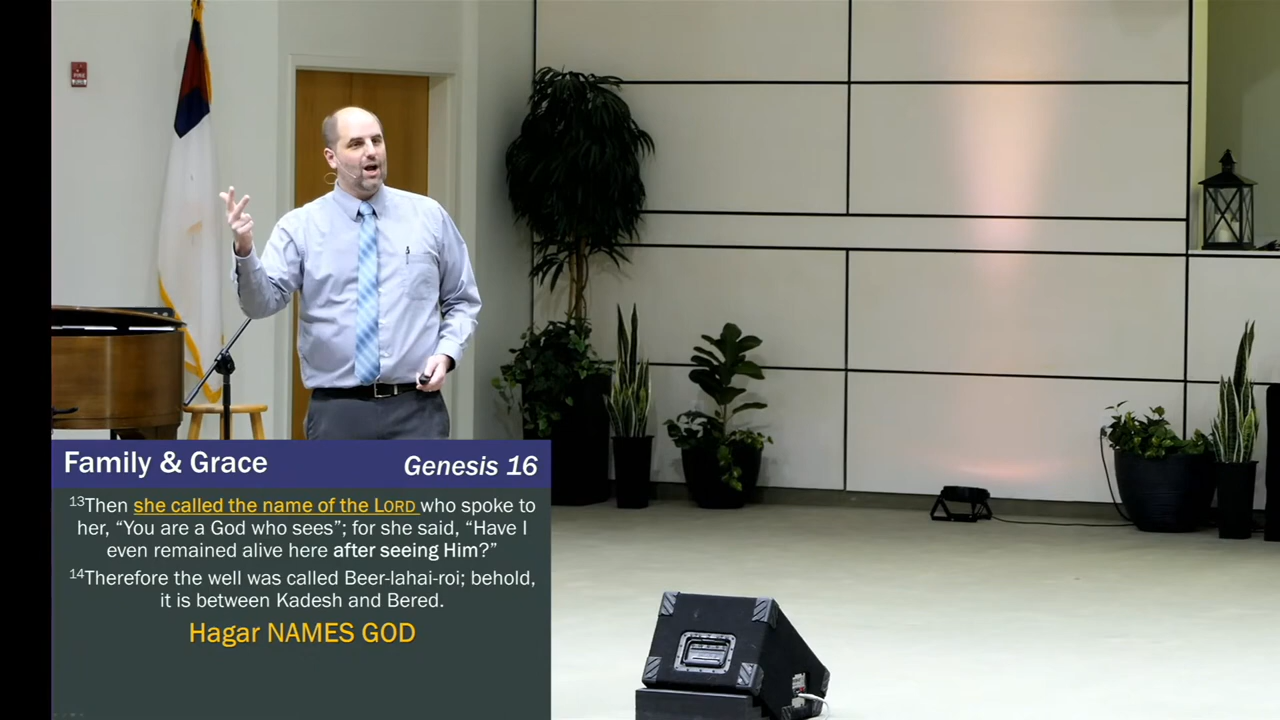 FIRE
Family & Grace Genesis 16
13Then she called the name of the LORD who spoke to
her, “You are a God who sees”; for she said, “Have I
even remained alive here after seeing Him?”
14Therefore the well was called Beer-lahai-roi; behold,
it is between Kadesh and Bered.
Hagar NAMES GOD